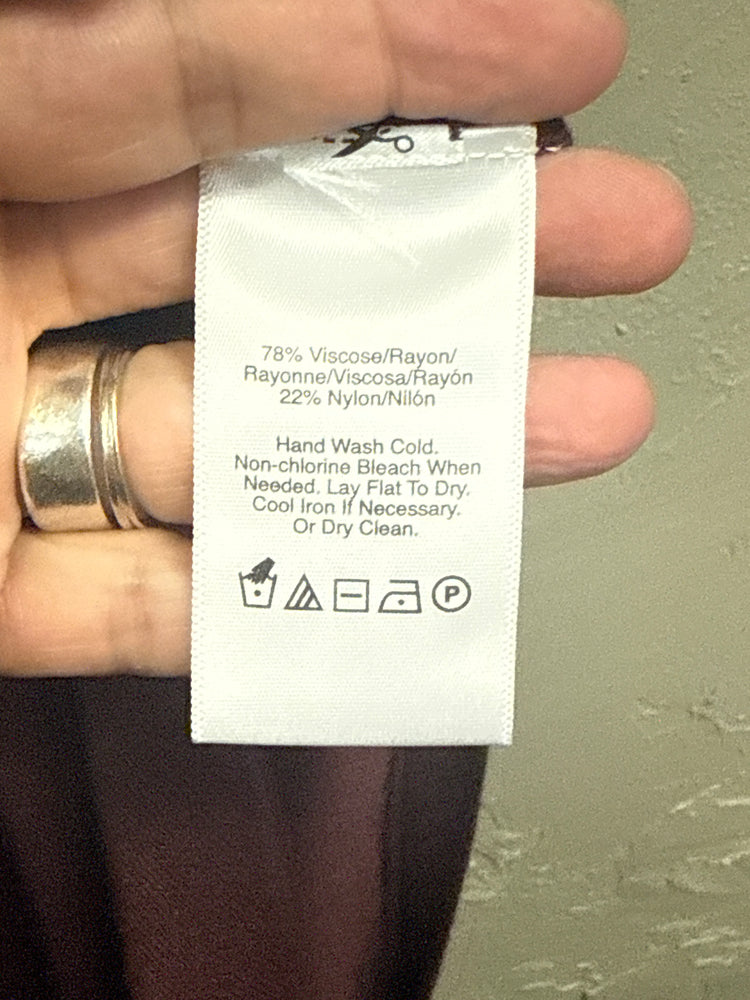 78% Viscose/Rayon/
Rayonne/Viscosa/Rayón
22% Nylon/Nilón
Hand Wash Cold.
Non-chlorine Bleach When
Needed. Lay Flat To Dry.
Cool Iron If Necessary.
Or Dry Clean.
P